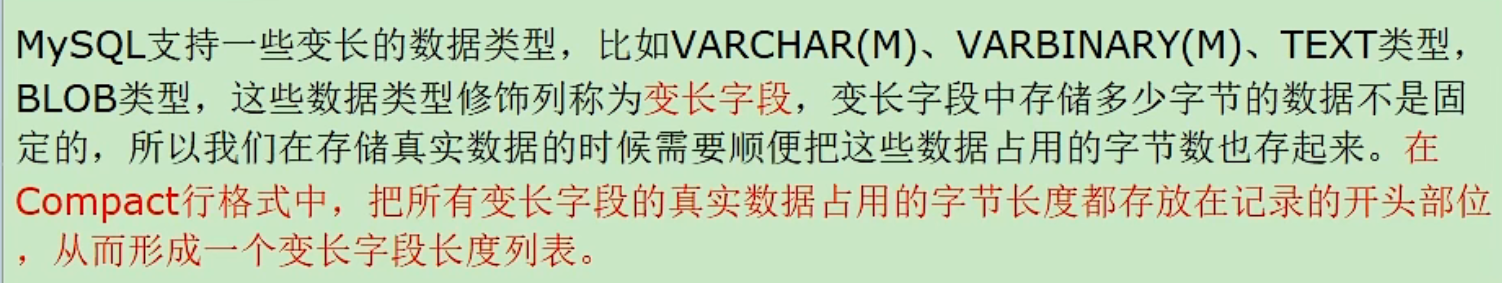 MySQL支持一些变长的数据类型，比如VARCHAR(M)、VARBINARY(M)、TEXT类型，
BLOB类型，这些数据类型修饰列称为变长字段，变长字段中存储多少字节的数据不是固
定的，所以我们在存储真实数据的时候需要顺便把这些数据占用的字节数也存起来。在
Compact行格式中，把所有变长字段的真实数据占用的字节长度都存放在记录的开头部位
，从而形成一个变长字段长度列表。